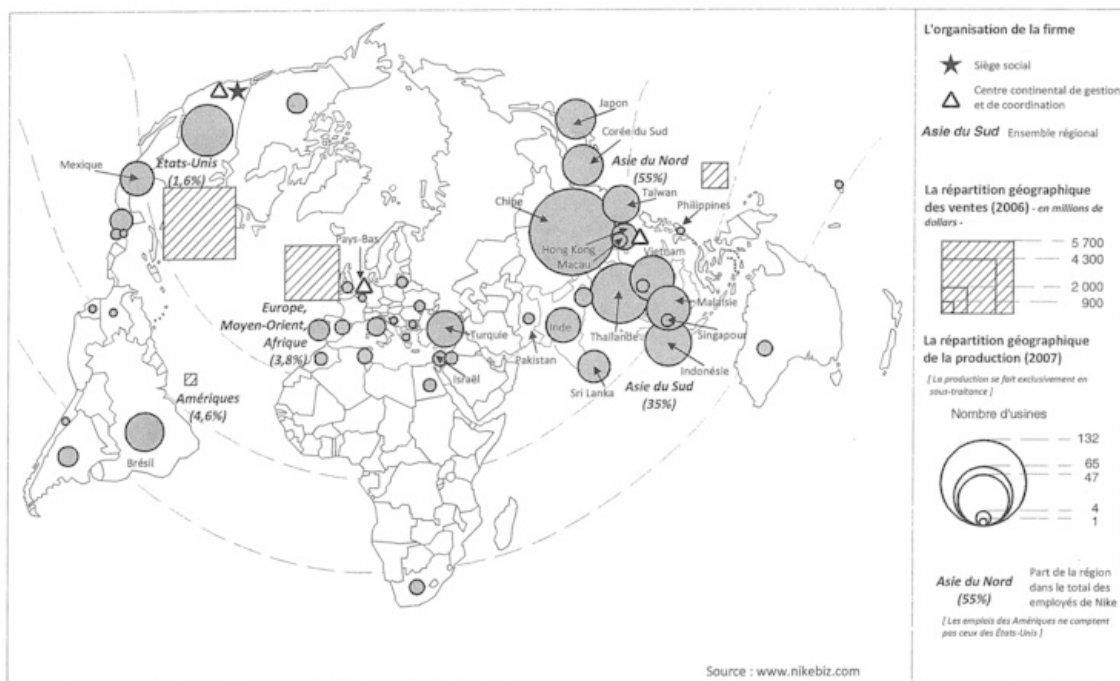 Japon
Corée du Sud
Asie du Nord
(55%)
Taïwan
Philippines
Chine
Hong Kong
Macau
Vietnam
Malaisie
Singapour
Thaïlande
Indonésie
Inde
Pakistan
Sri Lanka
Asie du Sud
(35%)
Mexique
États-Unis
(1,6%)
Pays-Bas
Europe,
Moyen-Orient,
Afrique
(3,8%)
Turquie
Israël
Amériques
(4,6%)
Brésil
Source : www.nikebiz.com
L'organisation de la firme
Siège social
Centre continental de gestion
et de coordination
Asie du Sud Ensemble régional
La répartition géographique
des ventes (2006) - en millions de
dollars -
5 700
4 300
2 000
900
La répartition géographique
de la production (2007)
[ La production se fait exclusivement en
sous-traitance ]
Nombre d'usines
132
65
47
4
1
Asie du Nord
(55%)
Part de la région
dans le total des
employés de Nike
[ Les emplois des Amériques ne comptent
pas ceux des États-Unis ]